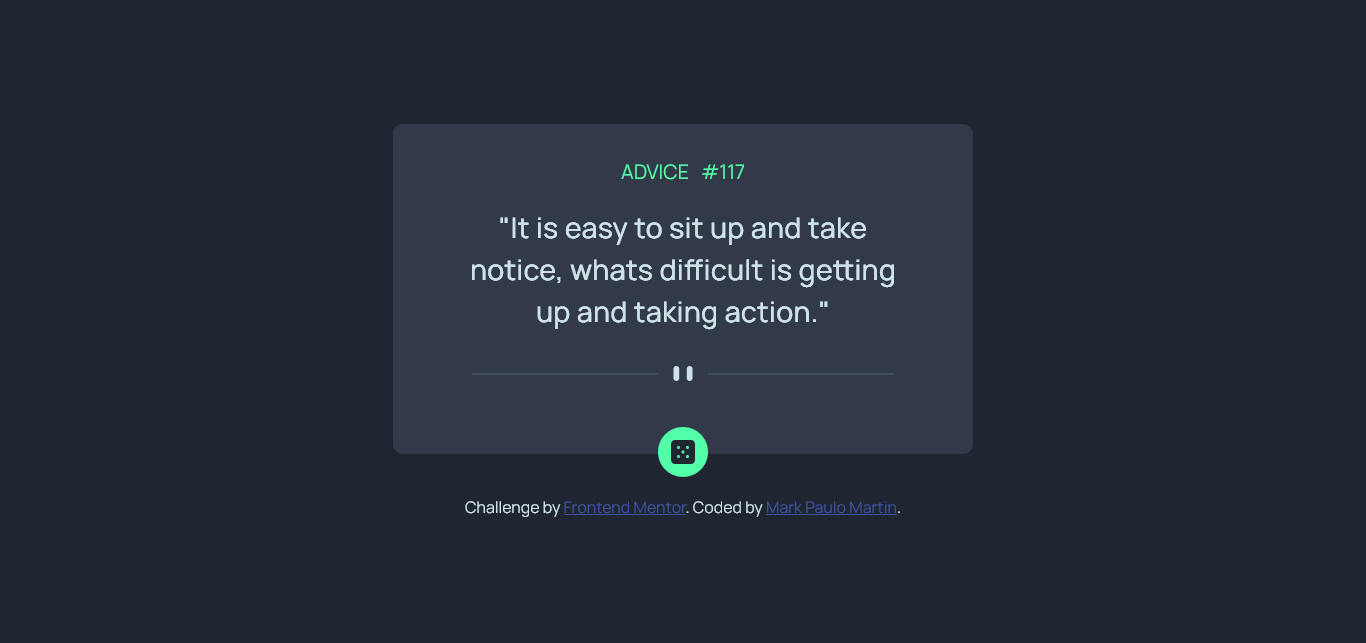 ADVICE #117
"It is easy to sit up and take
notice, whats difficult is getting
up and taking action."
Challenge by Frontend Mentor. Coded by Mark Paulo Martin.